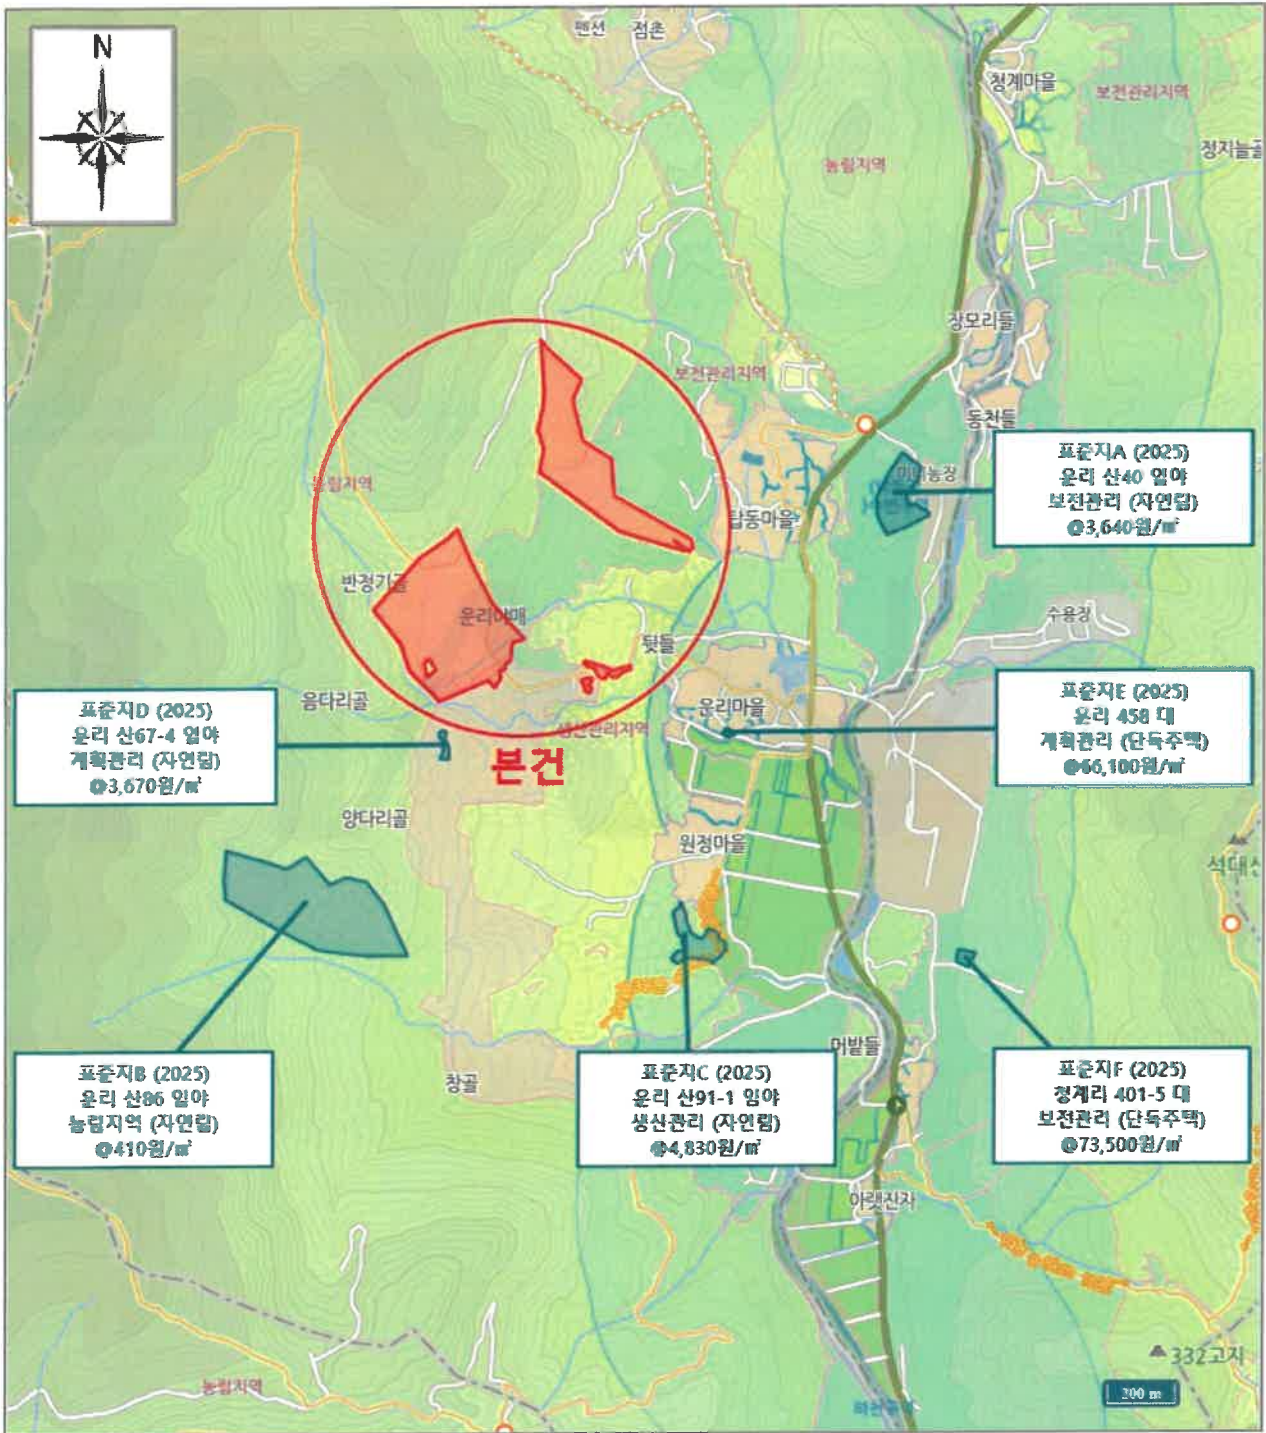 N
펜션
점촌
청계마을
보전관리지역
정지늘골
농림지역
장모리들
보전관리지역
동천들
농림지역
탑동마을
표준지A (2025)
운리 산40 임야
보전관리 (자연림)
@3,640원/㎡
반정기골
운리야매
뒷들
수용장
음다리골
생산관리지역
운리마을
표준지D (2025)
운리 산67-4 임야
계획관리 (자연림)
@3,670원/㎡
본건
표준지E (2025)
운리 458 대
계획관리 (단독주택)
@66,100원/㎡
양다리골
원정마을
석대산
표준지B (2025)
운리 산86 임야
농림지역 (자연림)
@410원/㎡
창골
표준지C (2025)
운리 산91-1 임야
생산관리 (자연림)
@4,830원/㎡
머밭들
표준지F (2025)
청계리 401-5 대
보전관리 (단독주택)
@73,500원/㎡
아랫진자
332고지
농림지역
200 m